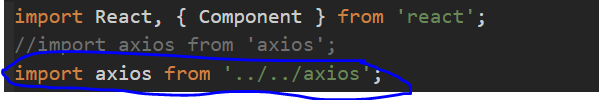 import React, { Component } from 'react';
//import axios from 'axios';
import axios from '../../axios';